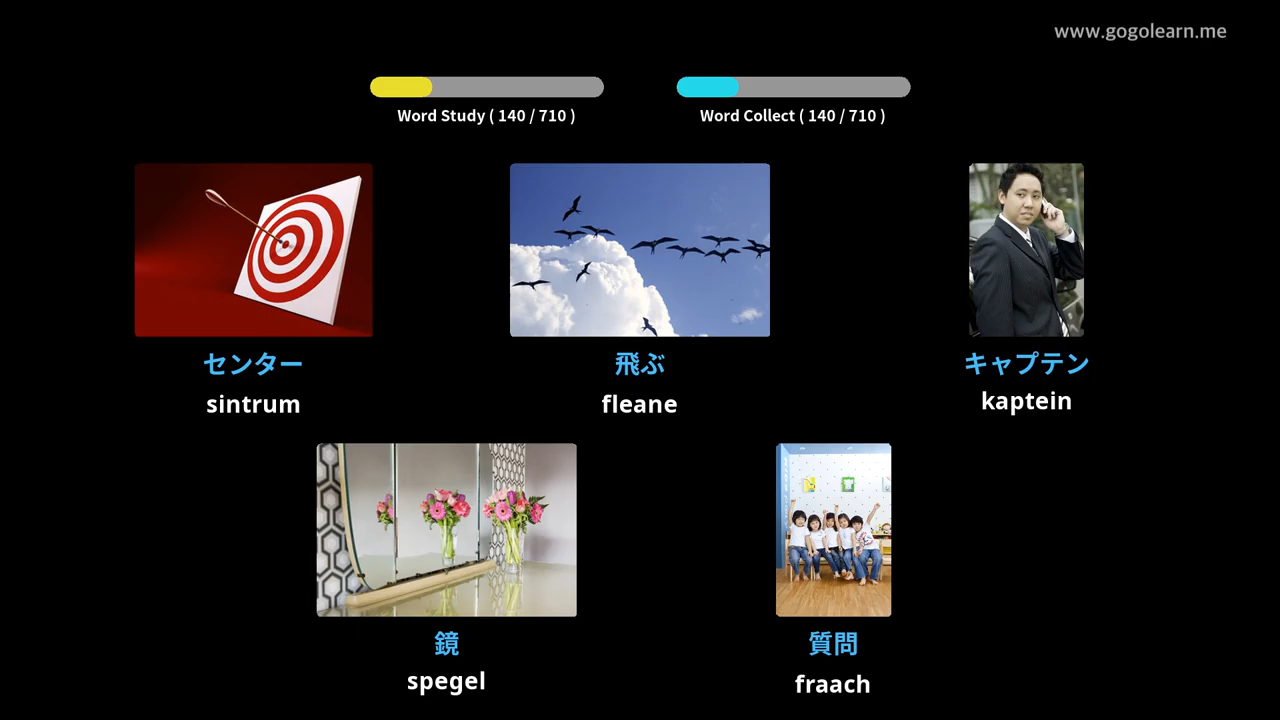 www.gogolearn.me
Word Study ( 140 / 710 )
Word Collect ( 140 / 710 )
センター
飛ぶ
キャプテン
sintrum
fleane
kaptein
鏡
質問
spegel
fraach